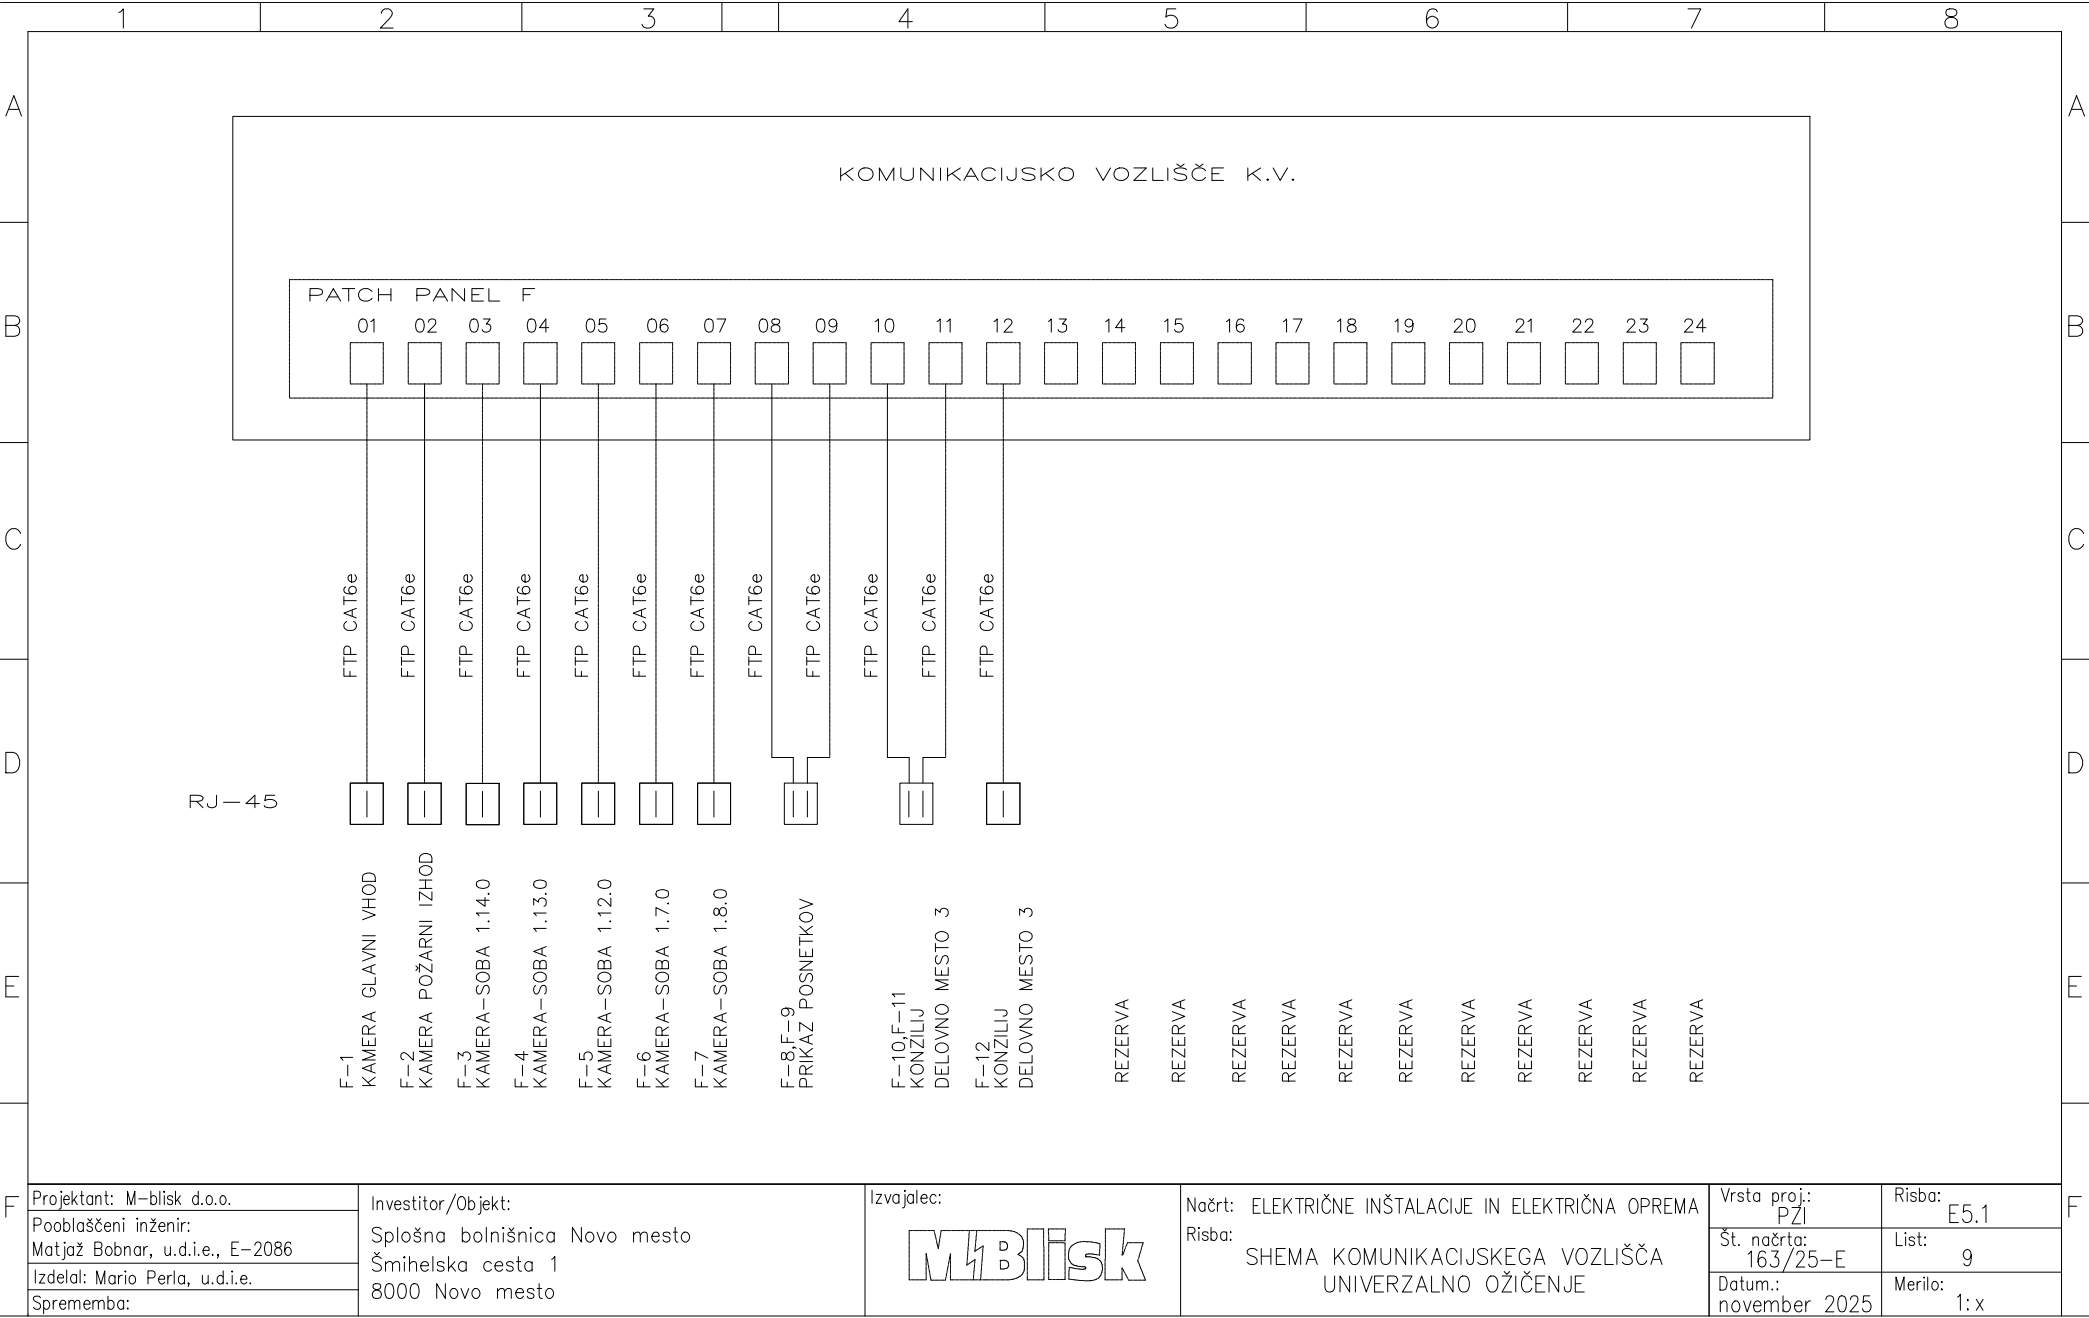 1 2 3 4 5 6 7 8
A A
KOMUNIKACIJSKO VOZLIŠČE K.V.
PATCH PANEL F
B B
01 02 03 04 05 06 07 08 09 10 11 12 13 14 15 16 17 18 19 20 21 22 23 24
C C
FTP CAT6e
FTP CAT6e
FTP CAT6e
FTP CAT6e
FTP CAT6e
FTP CAT6e
FTP CAT6e
FTP CAT6e
FTP CAT6e
FTP CAT6e
FTP CAT6e
FTP CAT6e
D D
RJ-45
E E
F-1
KAMERA GLAVNI VHOD
F-2
KAMERA POŽARNI IZHOD
F-3
KAMERA-SOBA 1.14.0
F-4
KAMERA-SOBA 1.13.0
F-5
KAMERA-SOBA 1.12.0
F-6
KAMERA-SOBA 1.7.0
F-7
KAMERA-SOBA 1.8.0
F-8,F-9
PRIKAZ POSNETKOV
F-10,F-11
KONZILIJ
DELOVNO MESTO 3
F-12
KONZILIJ
DELOVNO MESTO 3
REZERVA
REZERVA
REZERVA
REZERVA
REZERVA
REZERVA
REZERVA
REZERVA
REZERVA
REZERVA
REZERVA
F F
Projektant: M-blisk d.o.o.
Pooblaščeni inženir:
Matjaž Bobnar, u.d.i.e., E-2086
Izdelal: Mario Perla, u.d.i.e.
Sprememba:
Investitor/Objekt:
Splošna bolnišnica Novo mesto
Šmihelska cesta 1
8000 Novo mesto
Izvajalec:
M Blisk
Načrt: ELEKTRIČNE INŠTALACIJE IN ELEKTRIČNA OPREMA
Risba:
SHEMA KOMUNIKACIJSKEGA VOZLIŠČA
UNIVERZALNO OŽIČENJE
Vrsta proj.:
PZI
Št. načrta:
163/25-E
Datum.:
november 2025
Risba:
E5.1
List:
9
Merilo:
1:x